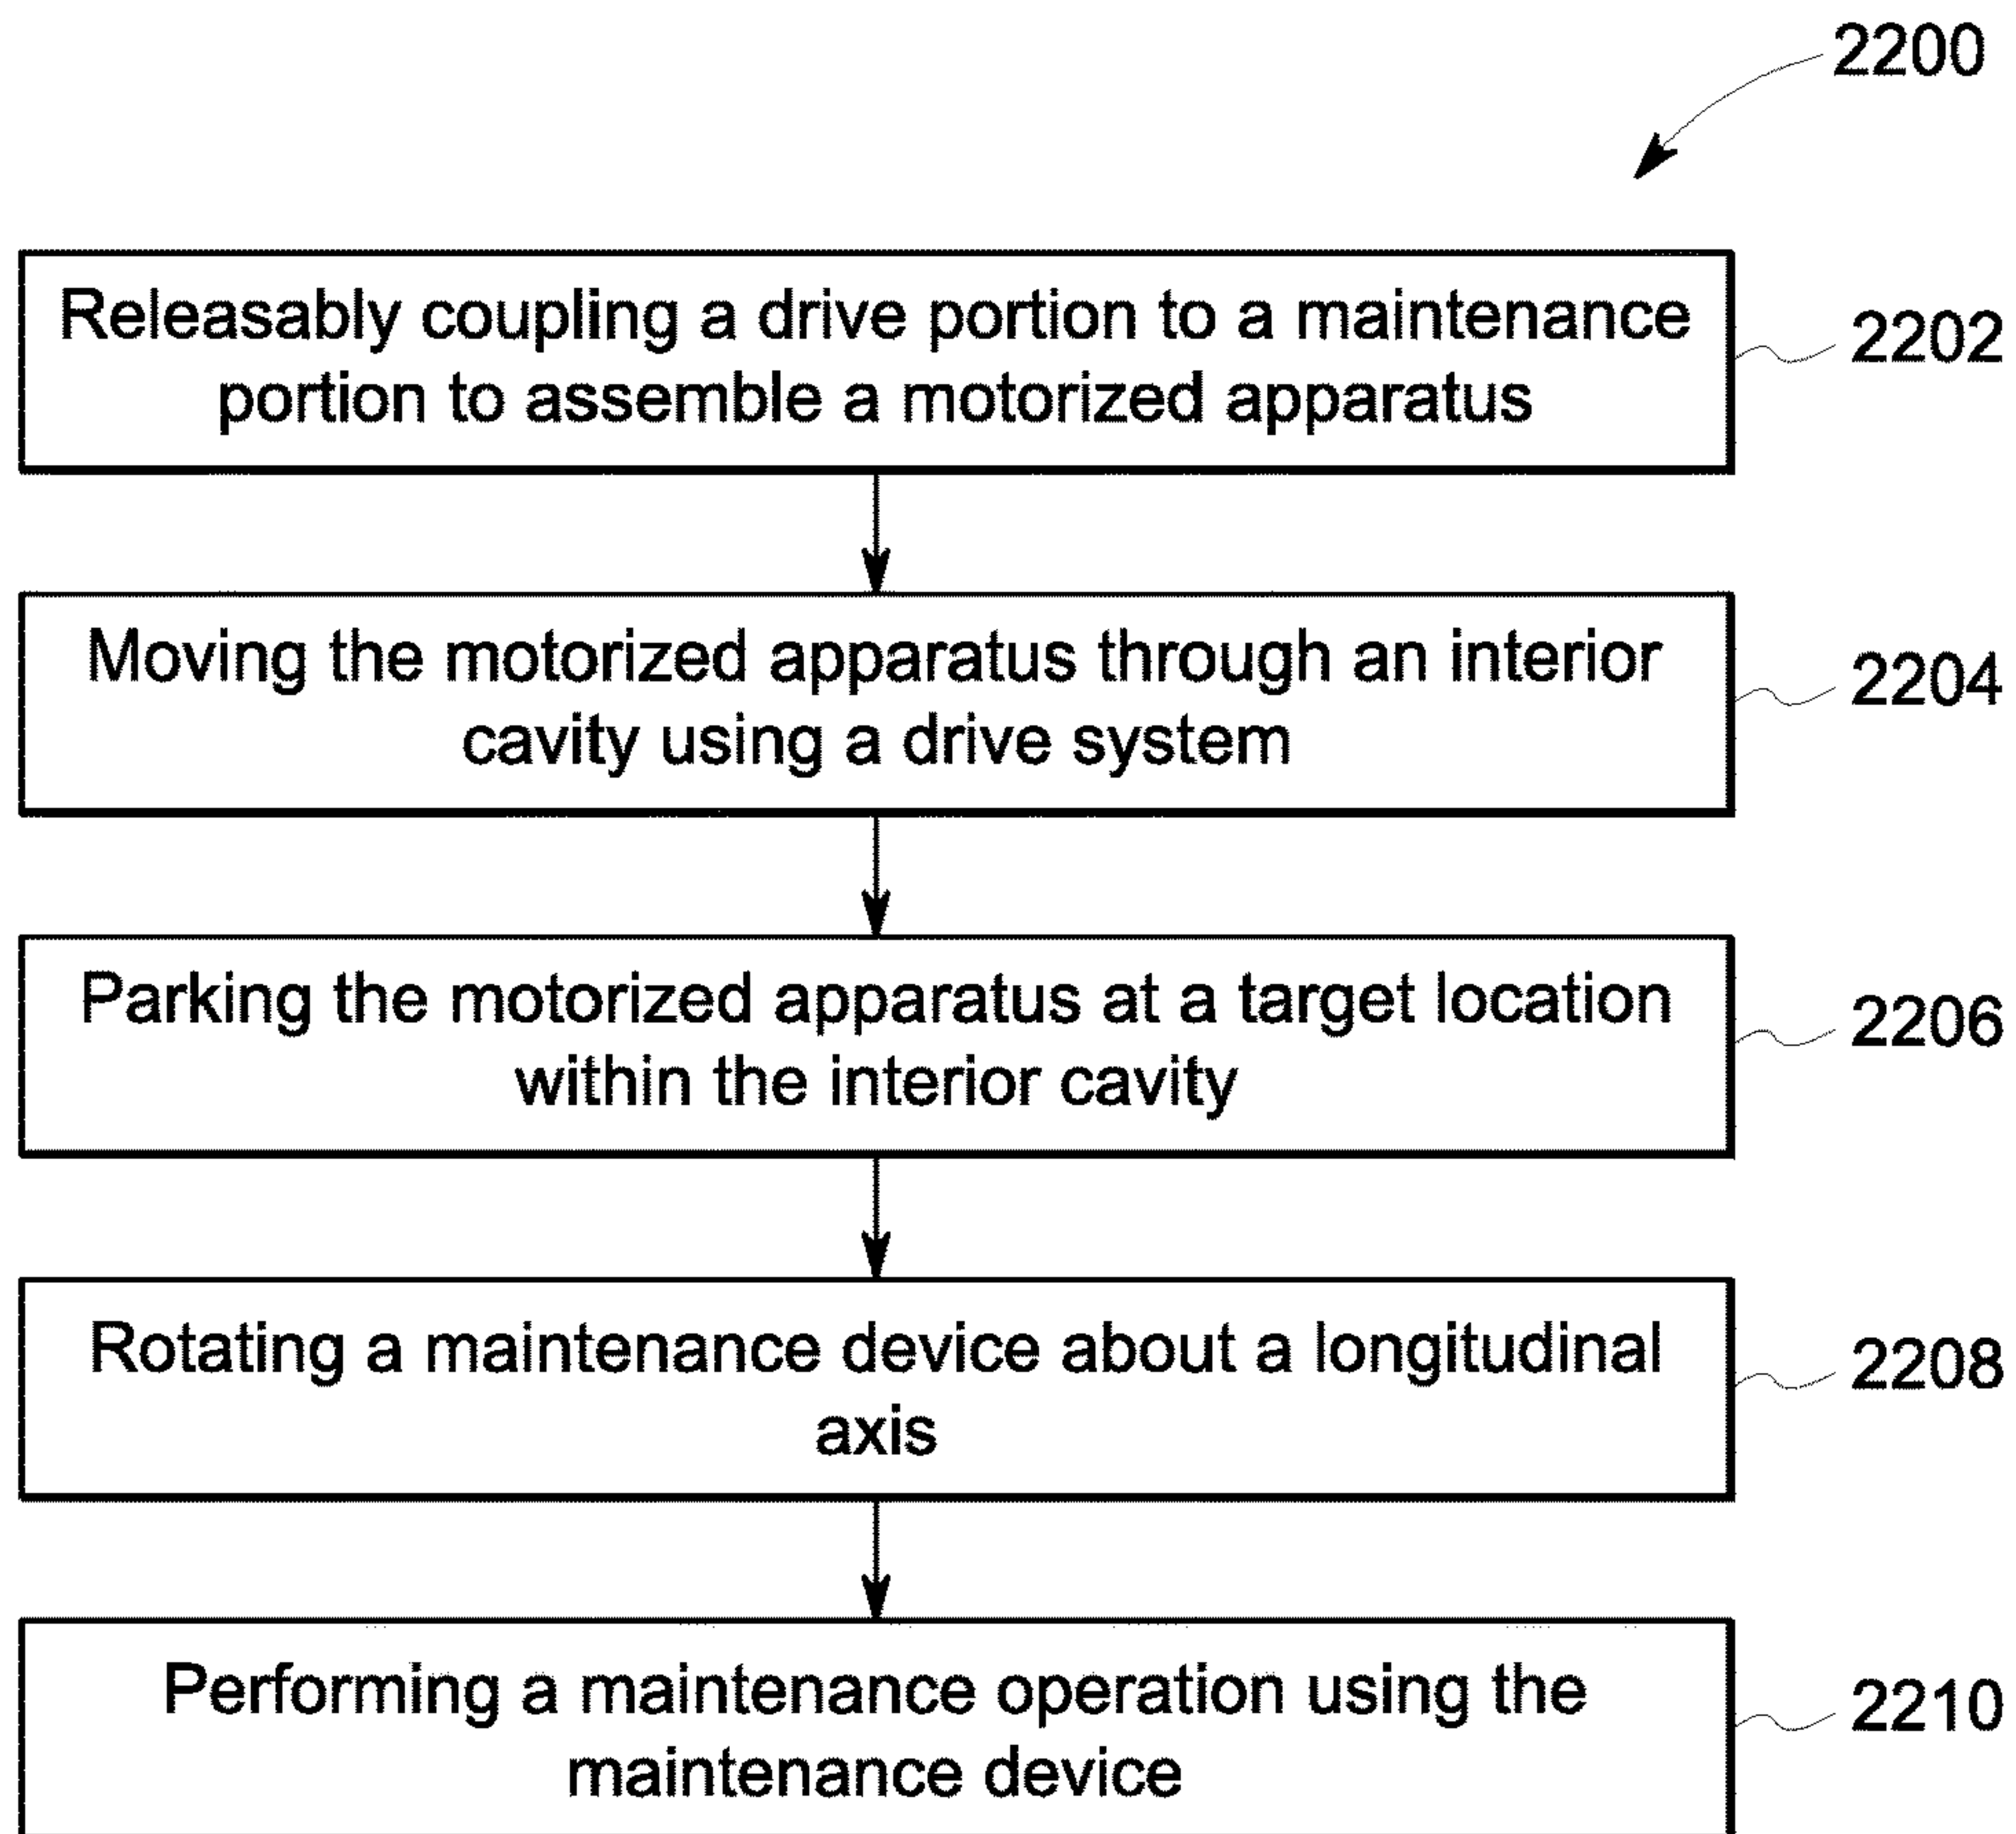 2200
Releasably coupling a drive portion to a maintenance
portion to assemble a motorized apparatus
2202
Moving the motorized apparatus through an interior
cavity using a drive system
2204
Parking the motorized apparatus at a target location
within the interior cavity
2206
Rotating a maintenance device about a longitudinal
axis
2208
Performing a maintenance operation using the
maintenance device
2210